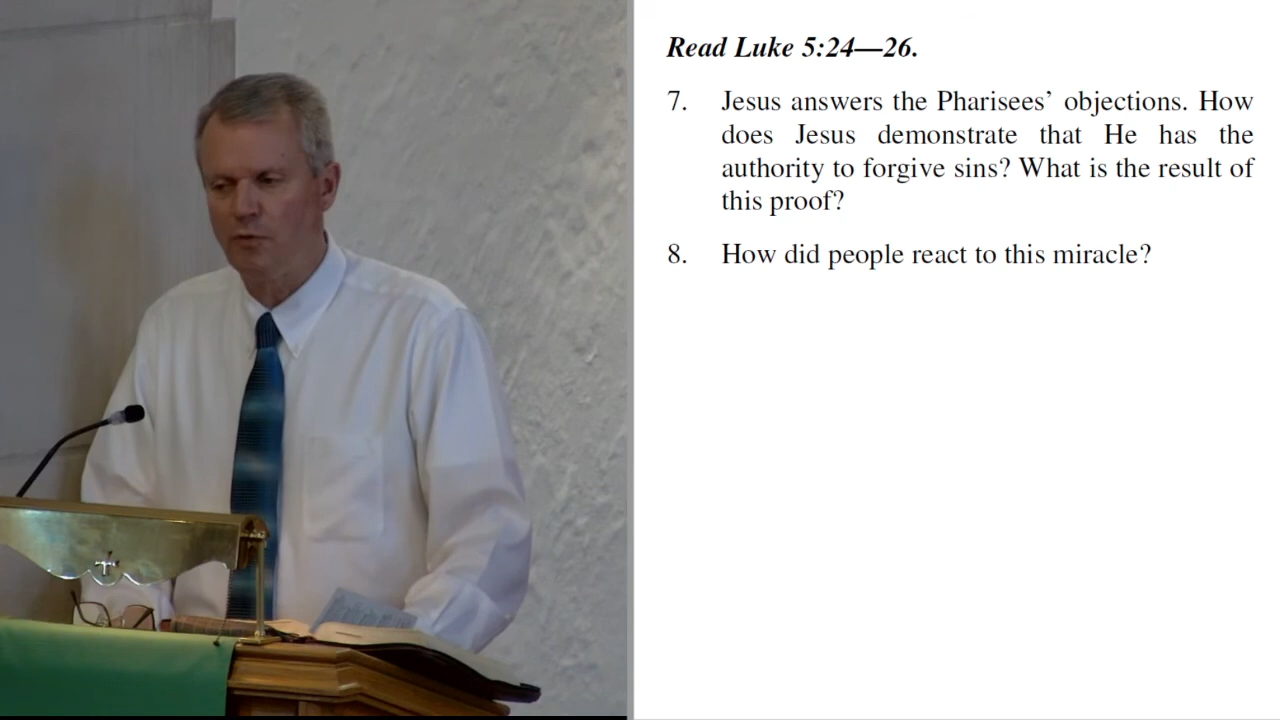 Read Luke 5:24—26.
7. Jesus answers the Pharisees’ objections. How
does Jesus demonstrate that He has the
authority to forgive sins? What is the result of
this proof?
8. How did people react to this miracle?